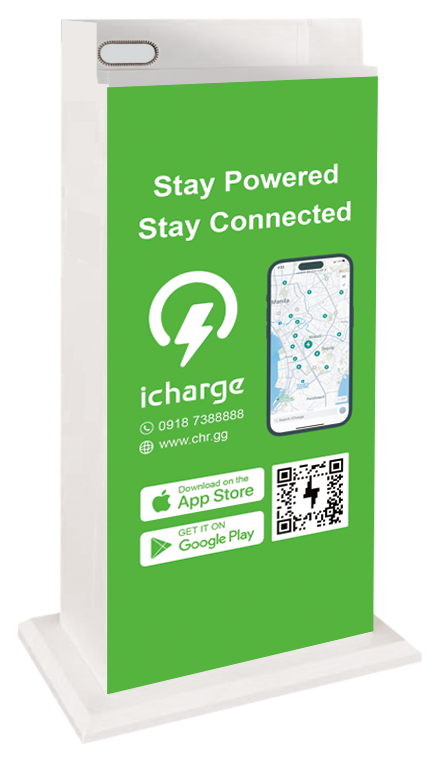 Stay Powered
Stay Connected
Manila
icharge
0918 7388888
www.chr.gg
Download on the
App Store
GET IT ON
Google Play